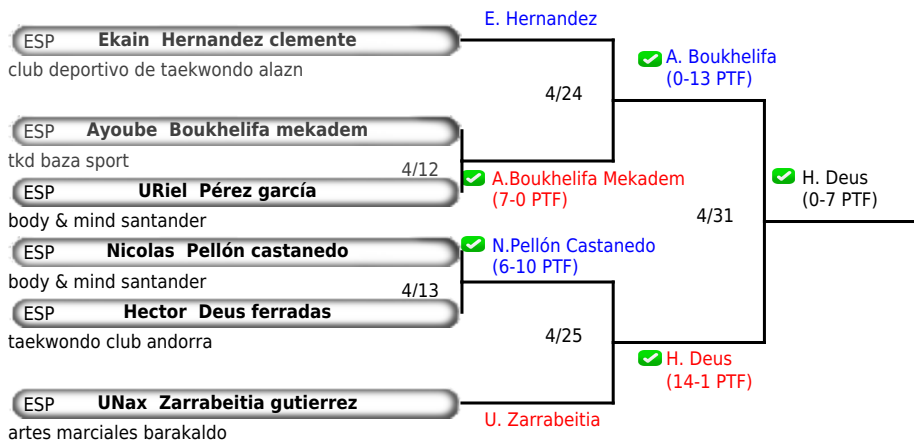 E. Hernandez
ESP Ekain Hernandez clemente
club deportivo de taekwondo alazn
A. Boukhelifa
(0-13 PTF)
4/24
ESP Ayoube Boukhelifa mekadem
tkd baza sport
4/12
A.Boukhelifa Mekadem
(7-0 PTF)
ESP URiel Pérez garcía
body & mind santander
H. Deus
(0-7 PTF)
4/31
ESP Nicolas Pellón castanedo
body & mind santander
N.Pellón Castanedo
(6-10 PTF)
4/13
ESP Hector Deus ferradas
taekwondo club andorra
4/25
H. Deus
(14-1 PTF)
ESP UNax Zarrabeitia gutierrez
artes marciales barakaldo
U. Zarrabeitia